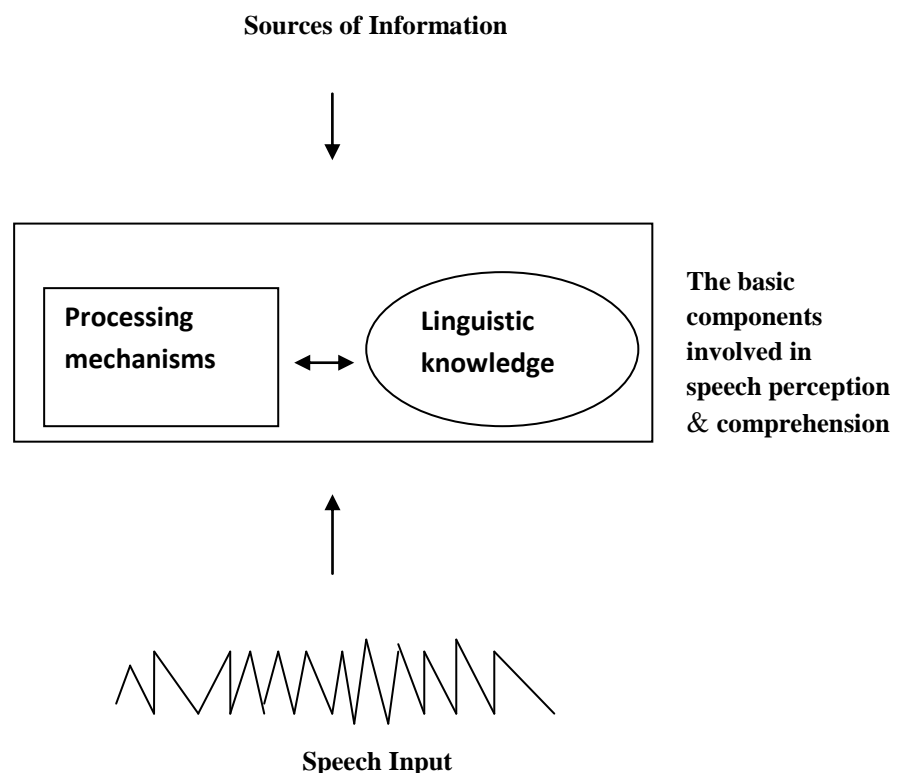 Sources of Information
Processing
mechanisms
Linguistic
knowledge
The basic
components
involved in
speech perception
& comprehension
Speech Input